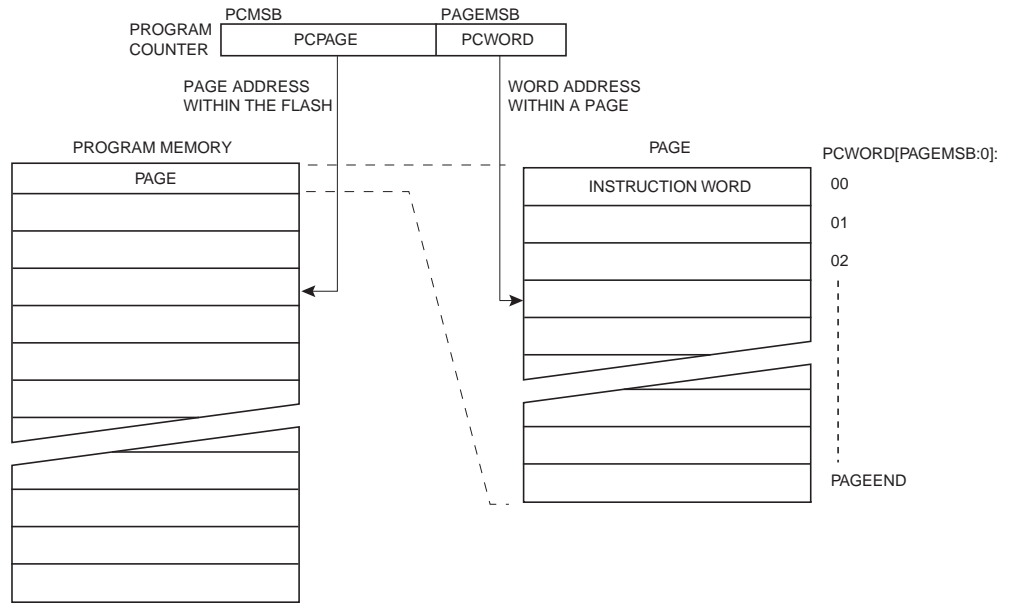 PCMSB
PAGEMSB
PROGRAM
COUNTER
PCPAGE
PCWORD
PAGE ADDRESS
WITHIN THE FLASH
WORD ADDRESS
WITHIN A PAGE
PROGRAM MEMORY
PAGE
PAGE
PCWORD[PAGEMSB:0]:
INSTRUCTION WORD
00
01
02
PAGEEND